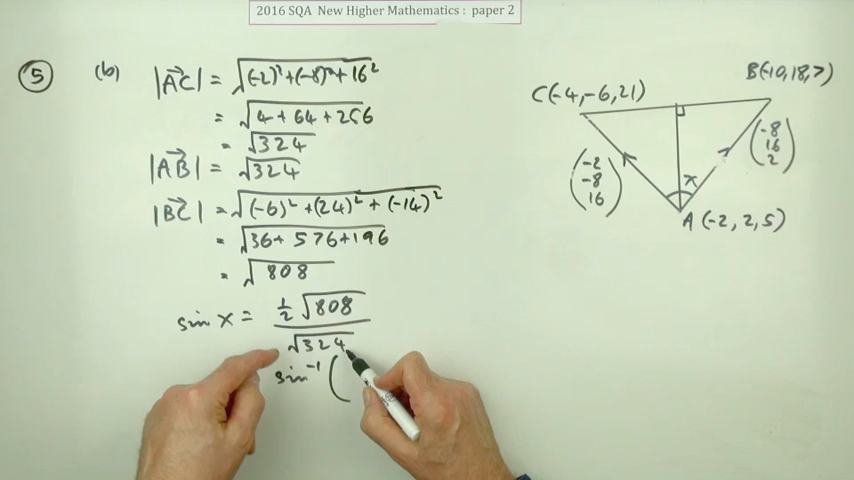 2016 SQA New Higher Mathematics : paper 2
5 (b) |AC| = √(-2)²+(-8)²+16²
= √4+64+256
= √324
|AB| = √324
|BC| = √(-6)²+(24)²+(-14)²
= √36+576+196
= √808
sin x = ½√808 / √324
sin⁻¹(
B(-10,18,7)
C(-4,-6,21)
(-8 16 2)
(-2 -8 16)
x
A(-2,2,5)